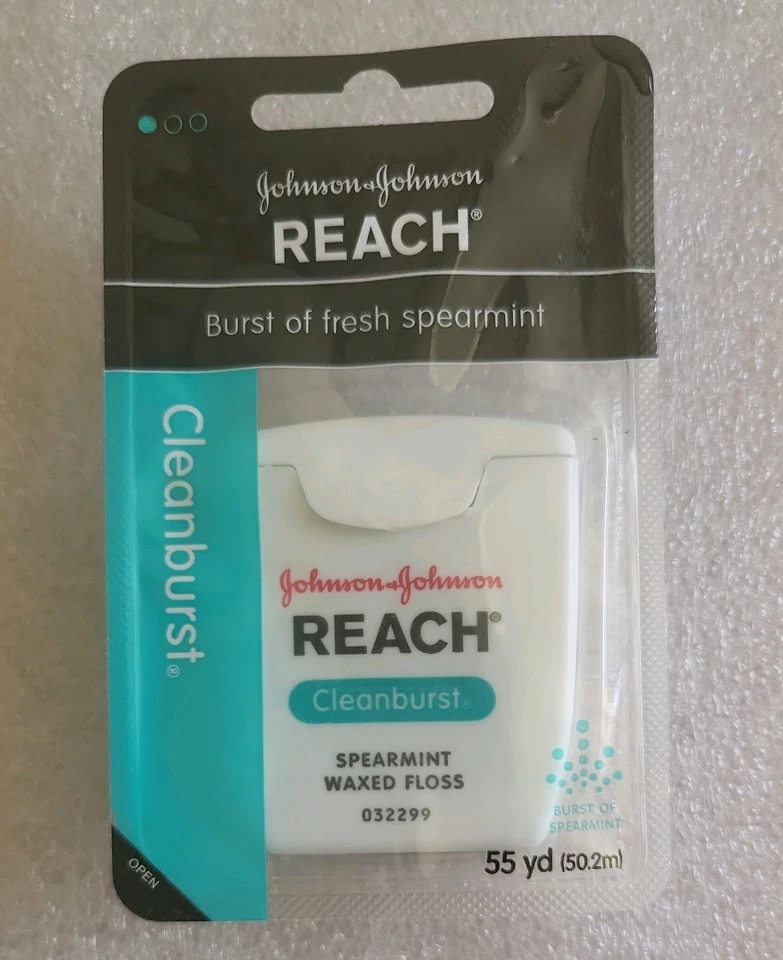 Johnson & Johnson
REACH®
Burst of fresh spearmint
Cleanburst®
Johnson & Johnson
REACH®
Cleanburst®
SPEARMINT
WAXED FLOSS
032299
BURST OF
SPEARMINT
55 yd (50.2m)
OPEN